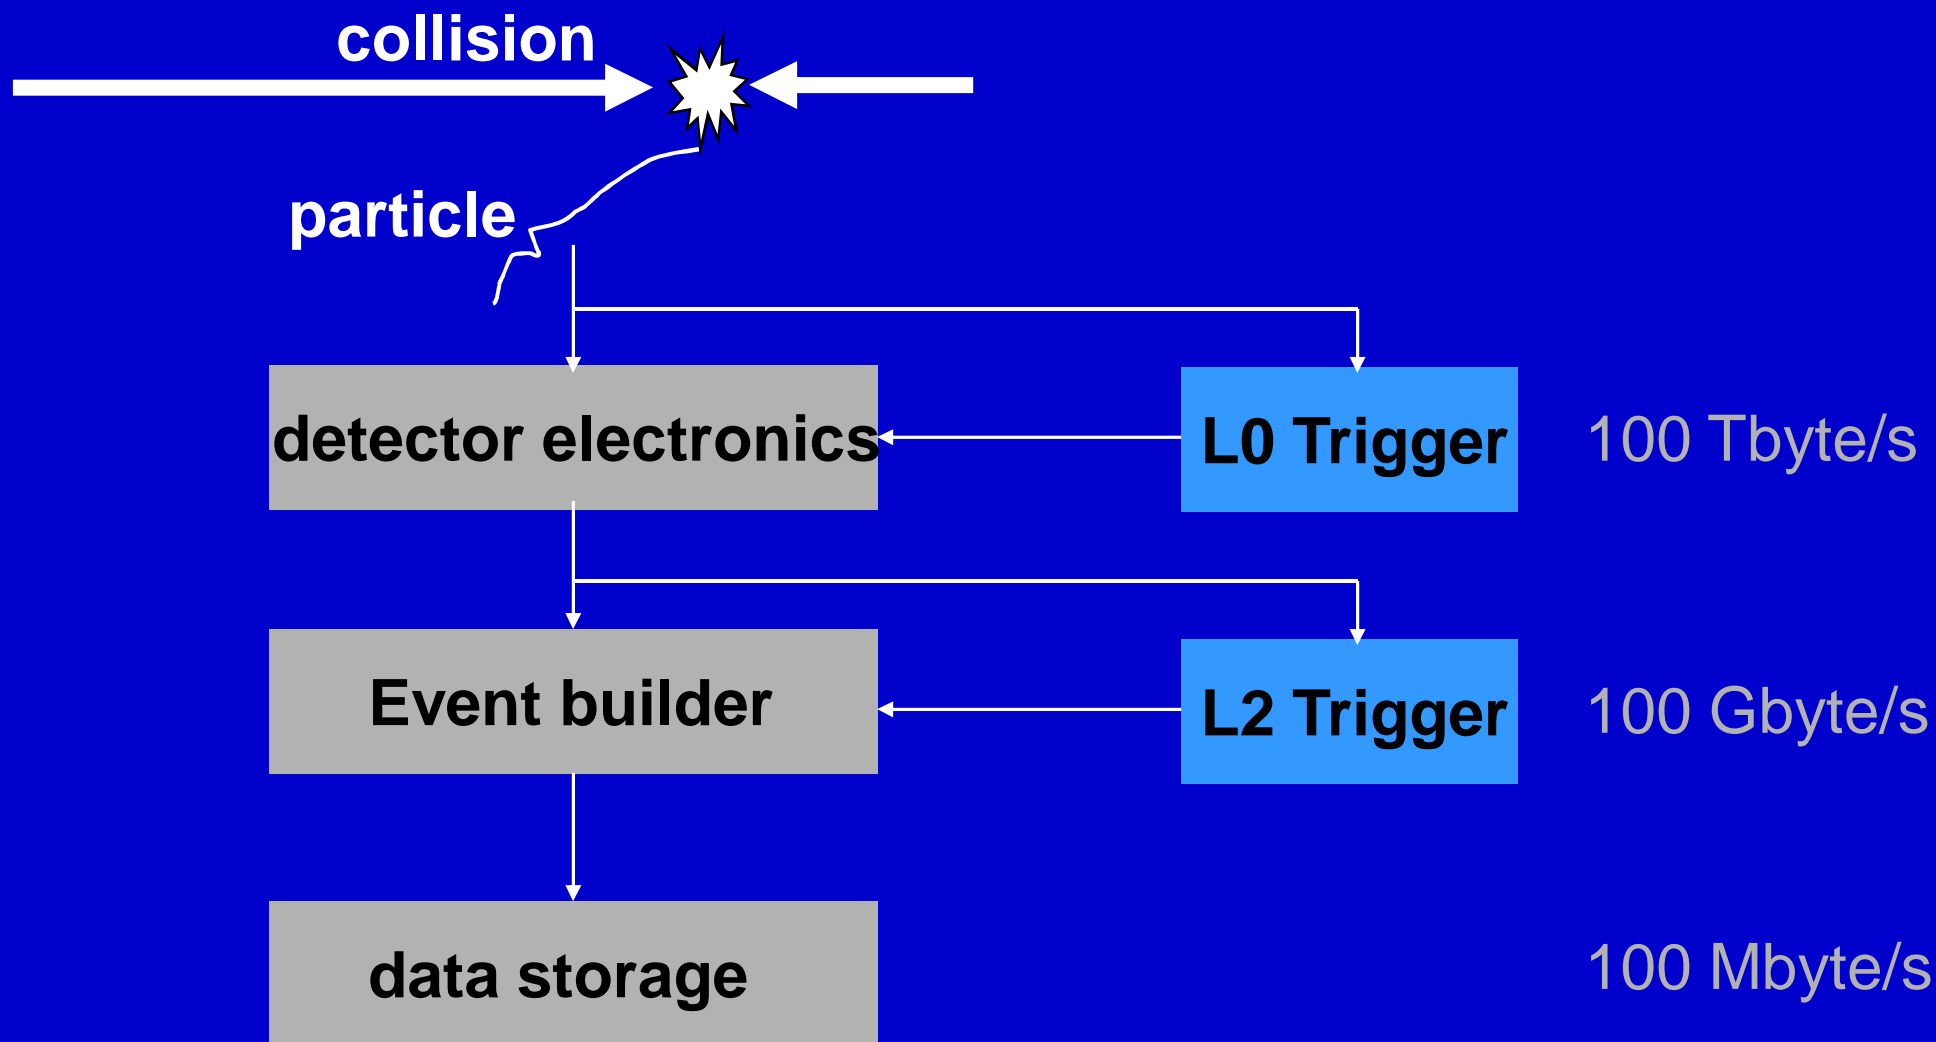 collision
particle
detector electronics
L0 Trigger
100 Tbyte/s
Event builder
L2 Trigger
100 Gbyte/s
data storage
100 Mbyte/s